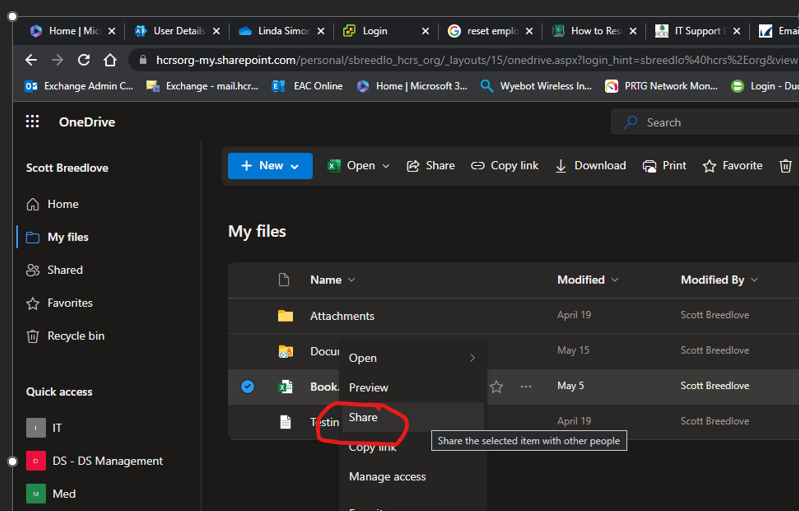 Home | Mic
User Details
Linda Simo
Login
reset emplo
How to Res
IT Support F
Emai
hcrsorg-my.sharepoint.com/personal/sbreedlo_hcrs_org/_layouts/15/onedrive.aspx?login_hint=sbreedlo%40hcrs%2Eorg&view
Exchange Admin C...
Exchange - mail.hcr...
EAC Online
Home | Microsoft 3...
Wyebot Wireless In...
PRTG Network Mon...
Login - Duo
OneDrive
Search
Scott Breedlove
Home
My files
Shared
Favorites
Recycle bin
Quick access
I IT
D DS - DS Management
M Med
+ New
Open
Share
Copy link
Download
Print
Favorite
My files
Name Modified Modified By
Attachments April 19 Scott Breedlove
Docu May 15 Scott Breedlove
Book. May 5 Scott Breedlove
Testin April 19 Scott Breedlove
Open
Preview
Share
Share the selected item with other people
Copy link
Manage access